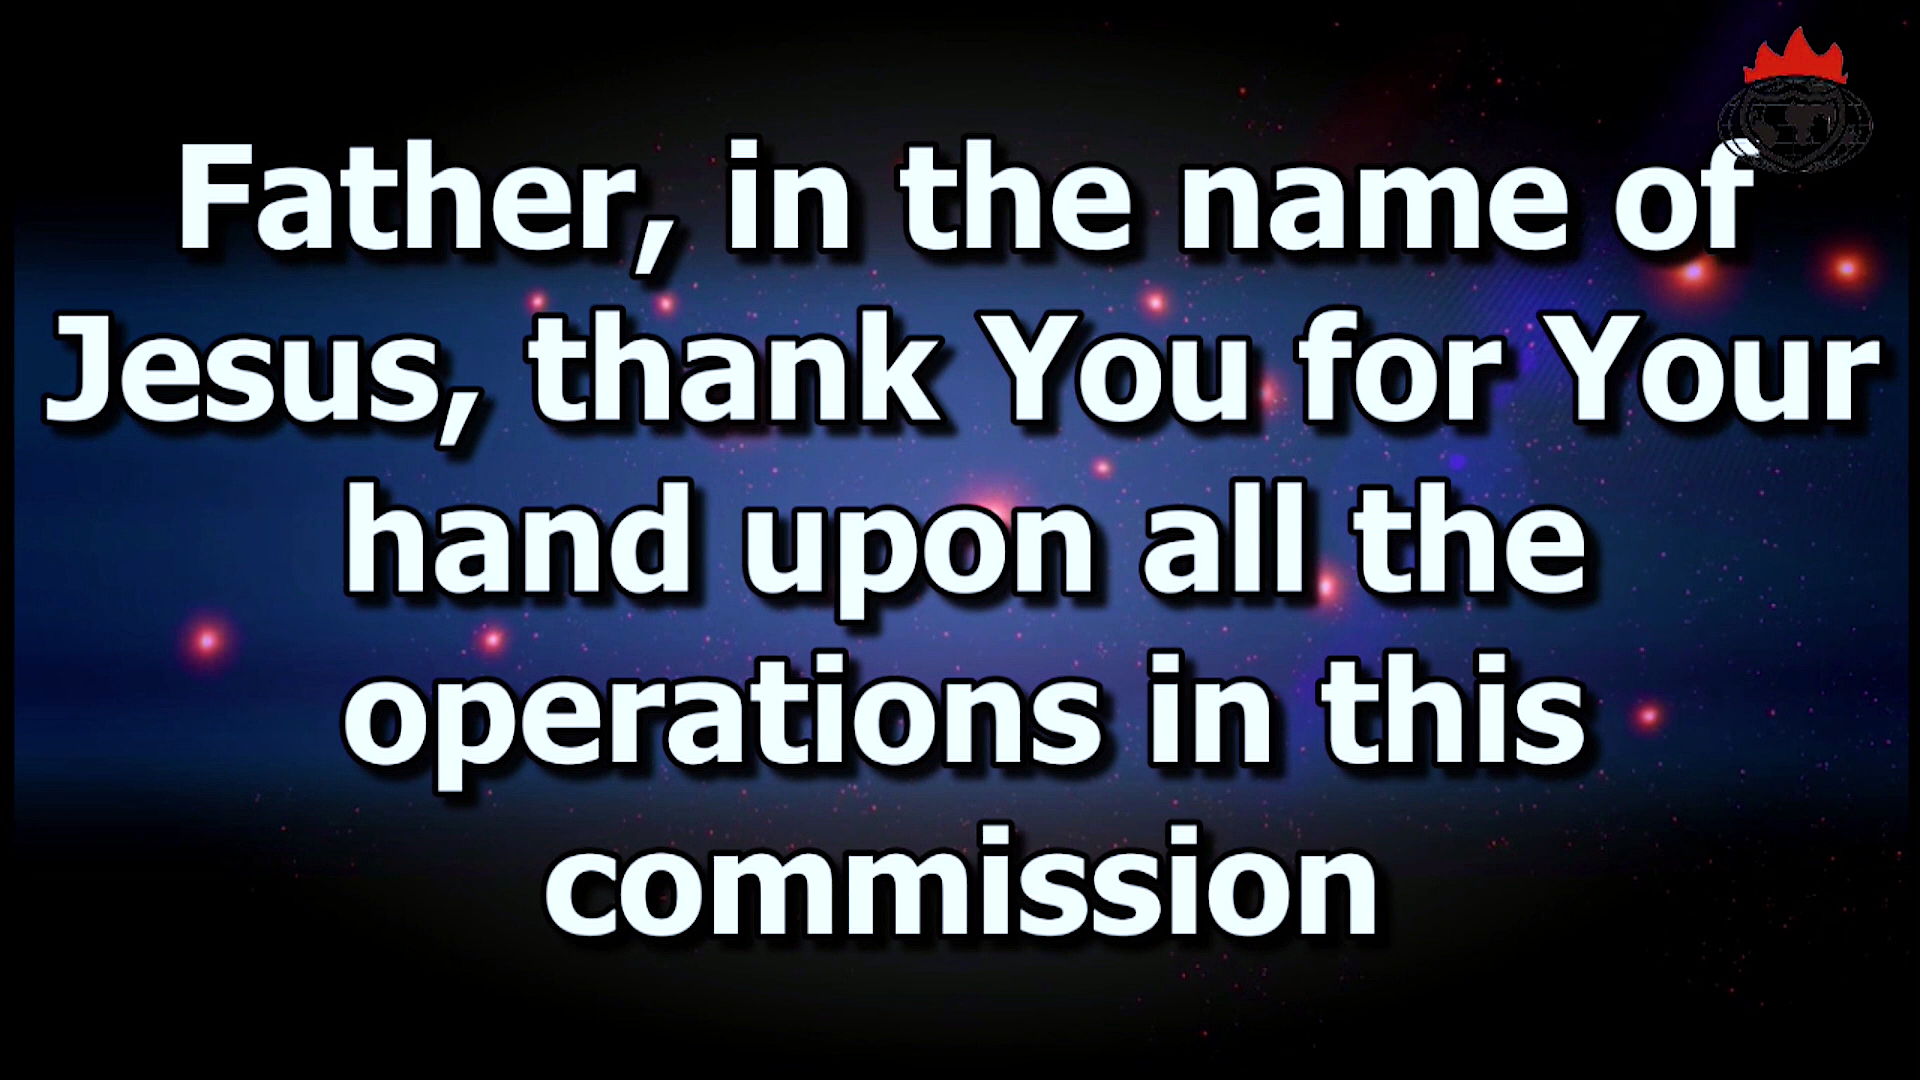 Father, in the name of
Jesus, thank You for Your
hand upon all the
operations in this
commission